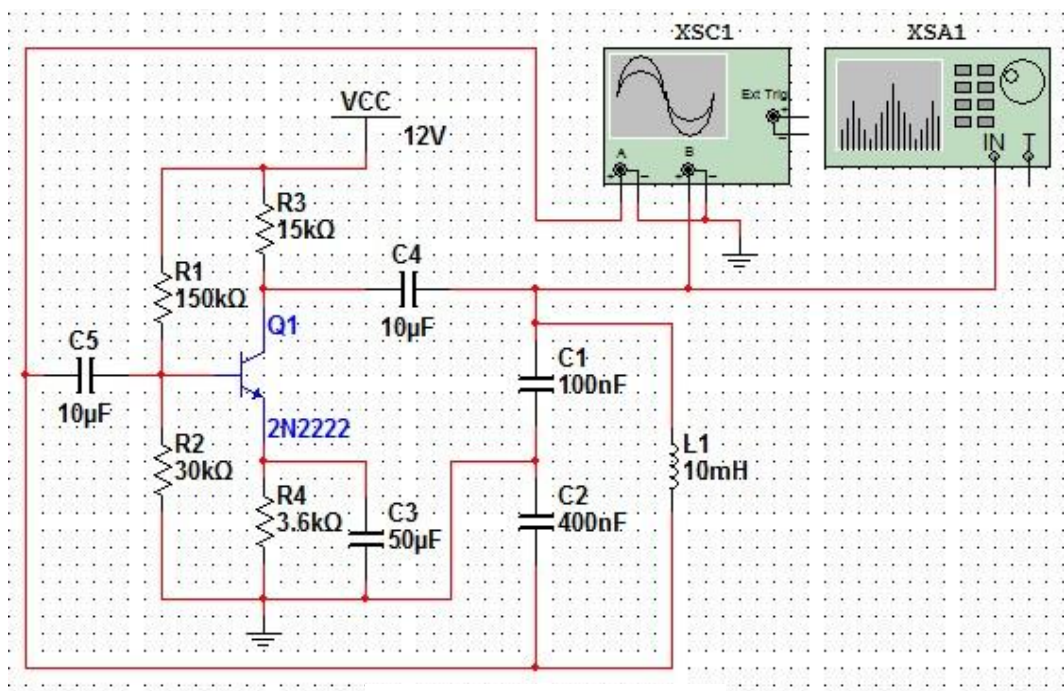 XSC1
XSA1
VCC
12V
Ext Trig
A
B
IN
T
R3
15kΩ
C4
10µF
R1
150kΩ
Q1
C5
10µF
C1
100nF
2N2222
R2
30kΩ
L1
10mH
R4
3.6kΩ
C3
50µF
C2
400nF